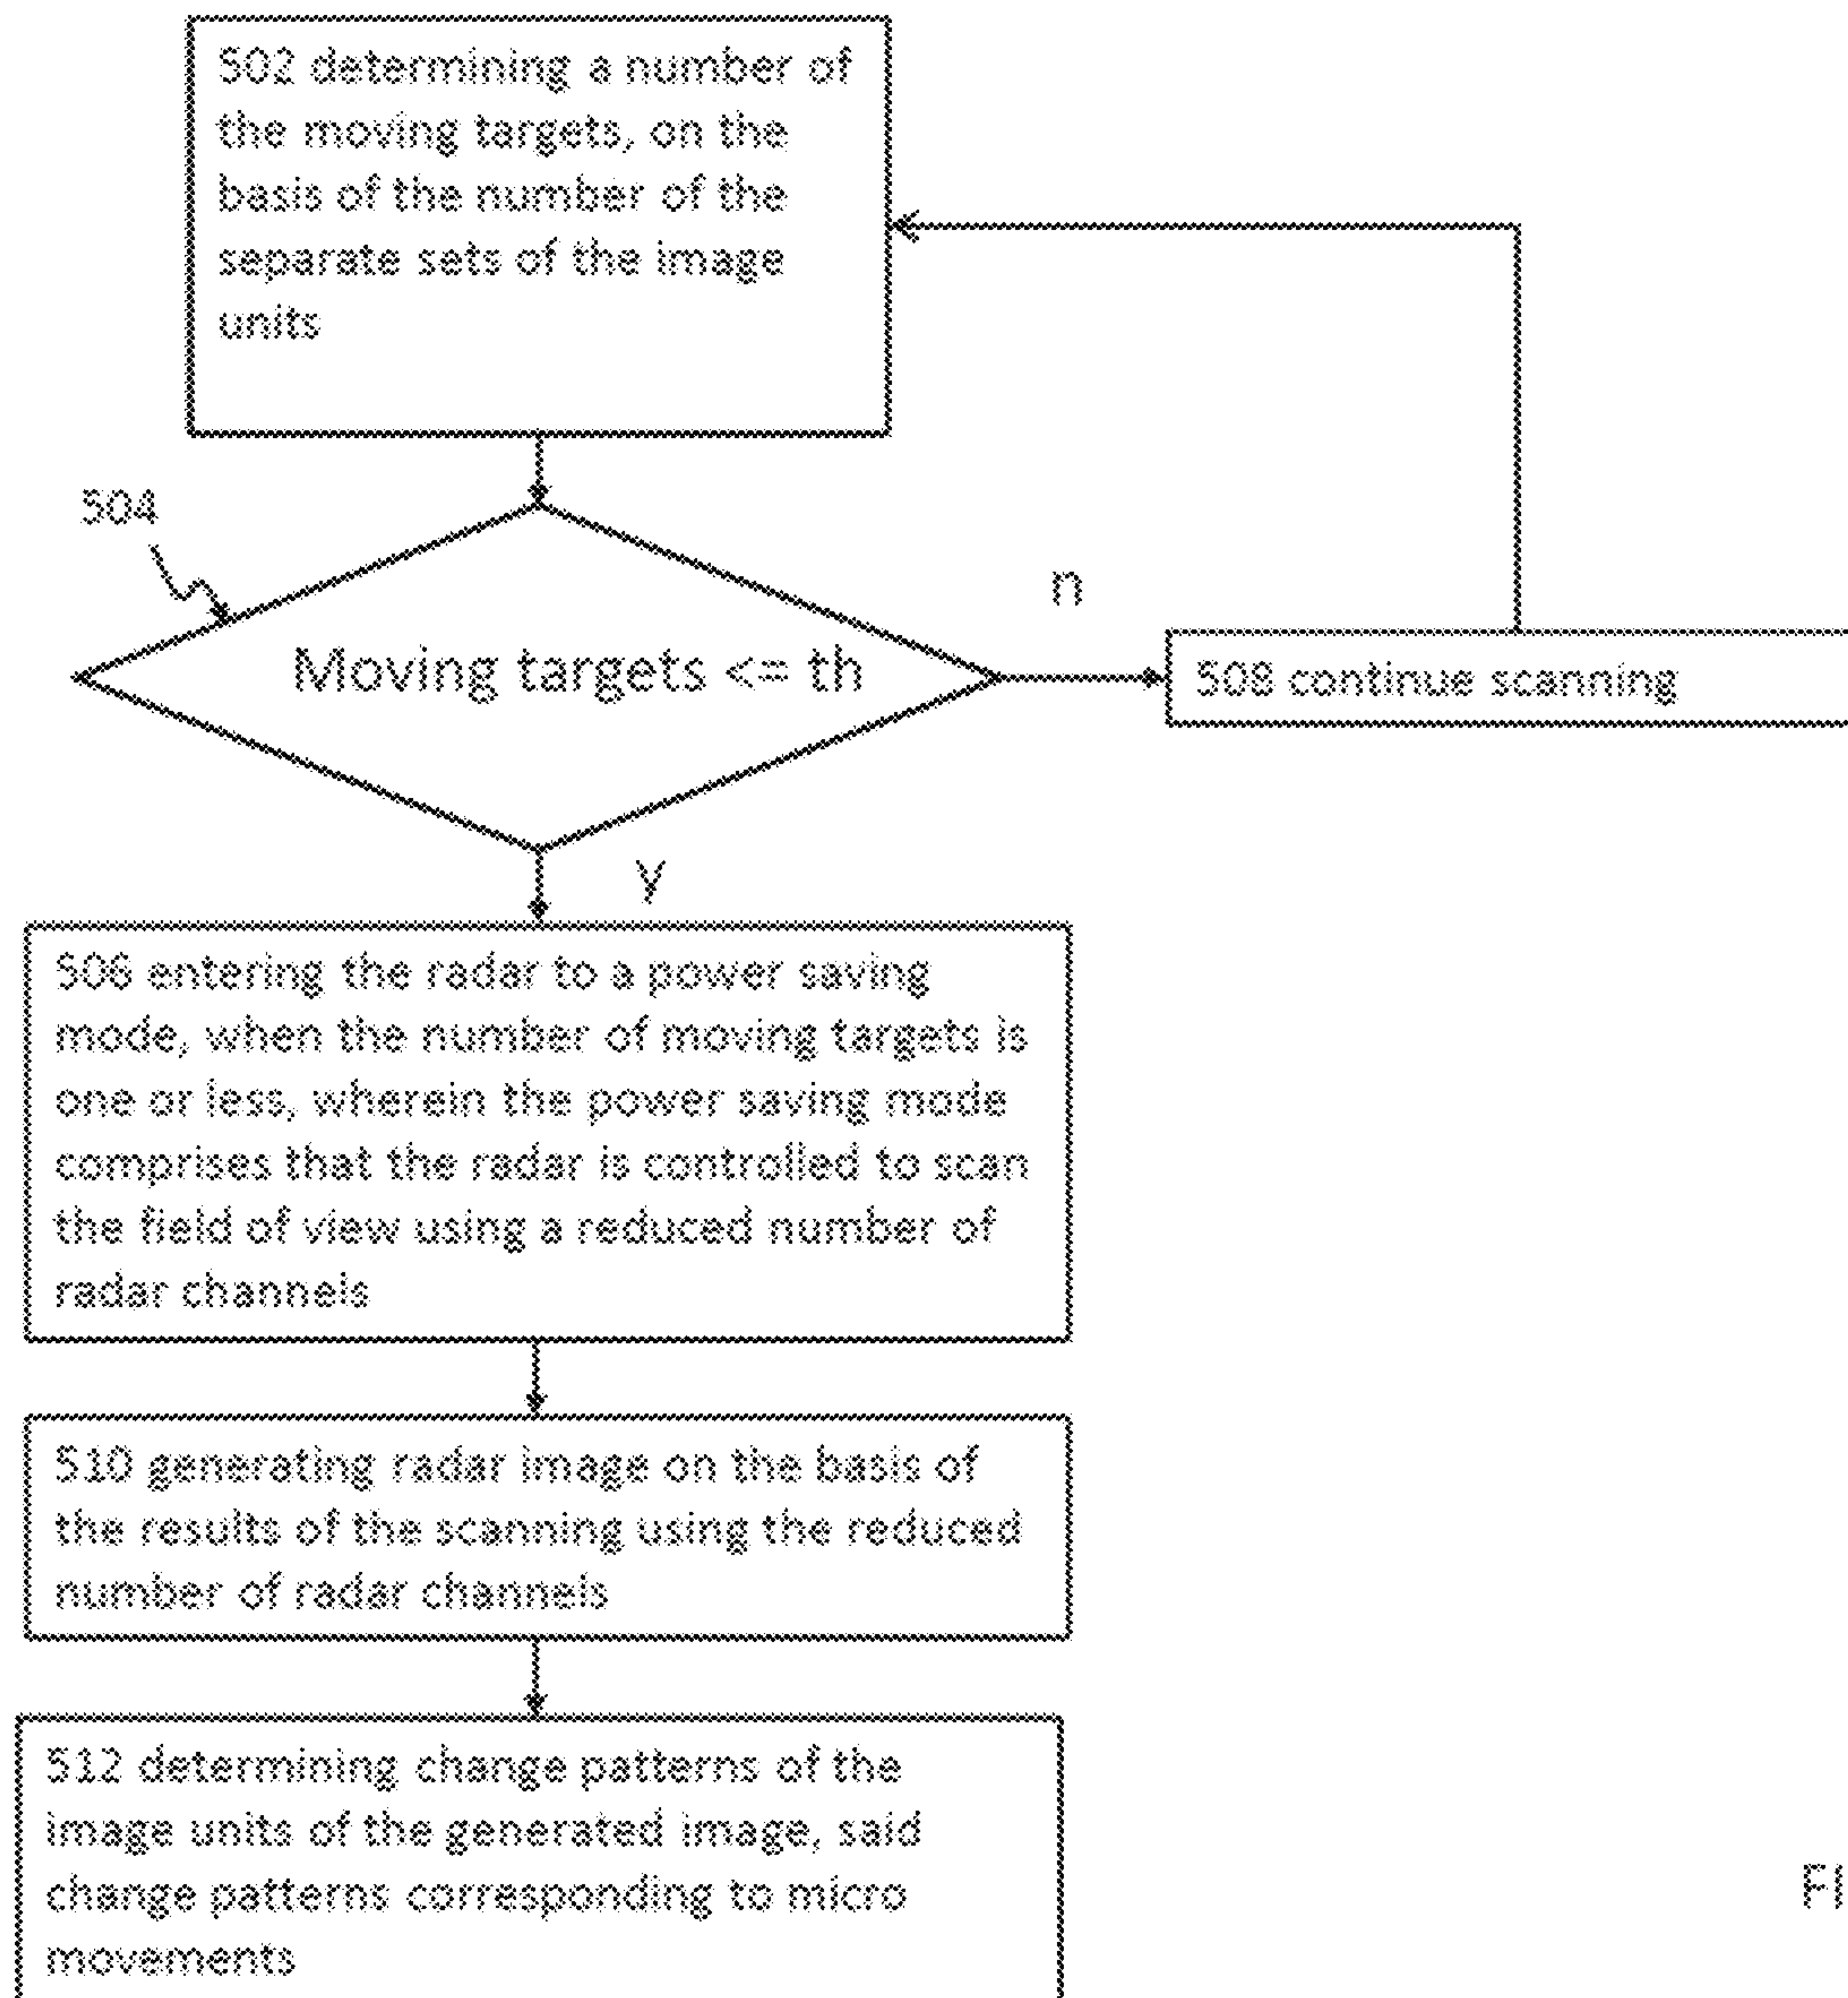 502 determining a number of
the moving targets, on the
basis of the number of the
separate sets of the image
units
504
Moving targets <= th
n
508 continue scanning
y
506 entering the radar to a power saving
mode, when the number of moving targets is
one or less, wherein the power saving mode
comprises that the radar is controlled to scan
the field of view using a reduced number of
radar channels
510 generating radar image on the basis of
the results of the scanning using the reduced
number of radar channels
512 determining change patterns of the
image units of the generated image, said
change patterns corresponding to micro
movements
FI